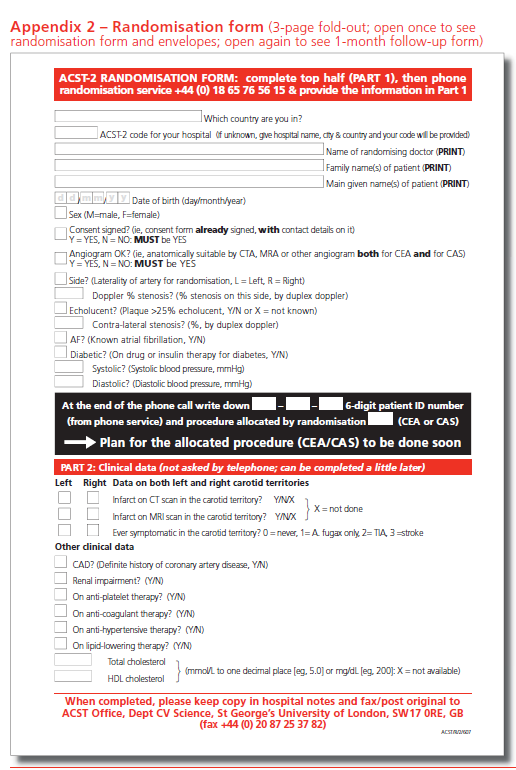 Appendix 2 – Randomisation form (3-page fold-out; open once to see
randomisation form and envelopes; open again to see 1-month follow-up form)
ACST-2 RANDOMISATION FORM: complete top half (PART 1), then phone
randomisation service +44 (0) 18 65 76 56 15 & provide the information in Part 1
Which country are you in?
ACST-2 code for your hospital (if unknown, give hospital name, city & country and your code will be provided)
Name of randomising doctor (PRINT)
Family name(s) of patient (PRINT)
Main given name(s) of patient (PRINT)
d d / m m / y y Date of birth (day/month/year)
Sex (M=male, F=female)
Consent signed? (ie, consent form already signed, with contact details on it)
Y = YES, N = NO: MUST be YES
Angiogram OK? (ie, anatomically suitable by CTA, MRA or other angiogram both for CEA and for CAS)
Y = YES, N = NO: MUST be YES
Side? (Laterality of artery for randomisation, L = Left, R = Right)
Doppler % stenosis? (% stenosis on this side, by duplex doppler)
Echolucent? (Plaque >25% echolucent, Y/N or X = not known)
Contra-lateral stenosis? (%, by duplex doppler)
AF? (Known atrial fibrillation, Y/N)
Diabetic? (On drug or insulin therapy for diabetes, Y/N)
Systolic? (Systolic blood pressure, mmHg)
Diastolic? (Diastolic blood pressure, mmHg)
At the end of the phone call write down – – 6-digit patient ID number
(from phone service) and procedure allocated by randomisation (CEA or CAS)
Plan for the allocated procedure (CEA/CAS) to be done soon
PART 2: Clinical data (not asked by telephone; can be completed a little later)
Left Right Data on both left and right carotid territories
Infarct on CT scan in the carotid territory? Y/N/X
X = not done
Infarct on MRI scan in the carotid territory? Y/N/X
Ever symptomatic in the carotid territory? 0 = never, 1= A. fugax only, 2= TIA, 3 =stroke
Other clinical data
CAD? (Definite history of coronary artery disease, Y/N)
Renal impairment? (Y/N)
On anti-platelet therapy? (Y/N)
On anti-coagulant therapy? (Y/N)
On anti-hypertensive therapy? (Y/N)
On lipid-lowering therapy? (Y/N)
Total cholesterol
(mmol/L to one decimal place [eg, 5.0] or mg/dL [eg, 200]: X = not available)
HDL cholesterol
When completed, please keep copy in hospital notes and fax/post original to
ACST Office, Dept CV Science, St George's University of London, SW17 0RE, GB
(fax +44 (0) 20 87 25 37 82)